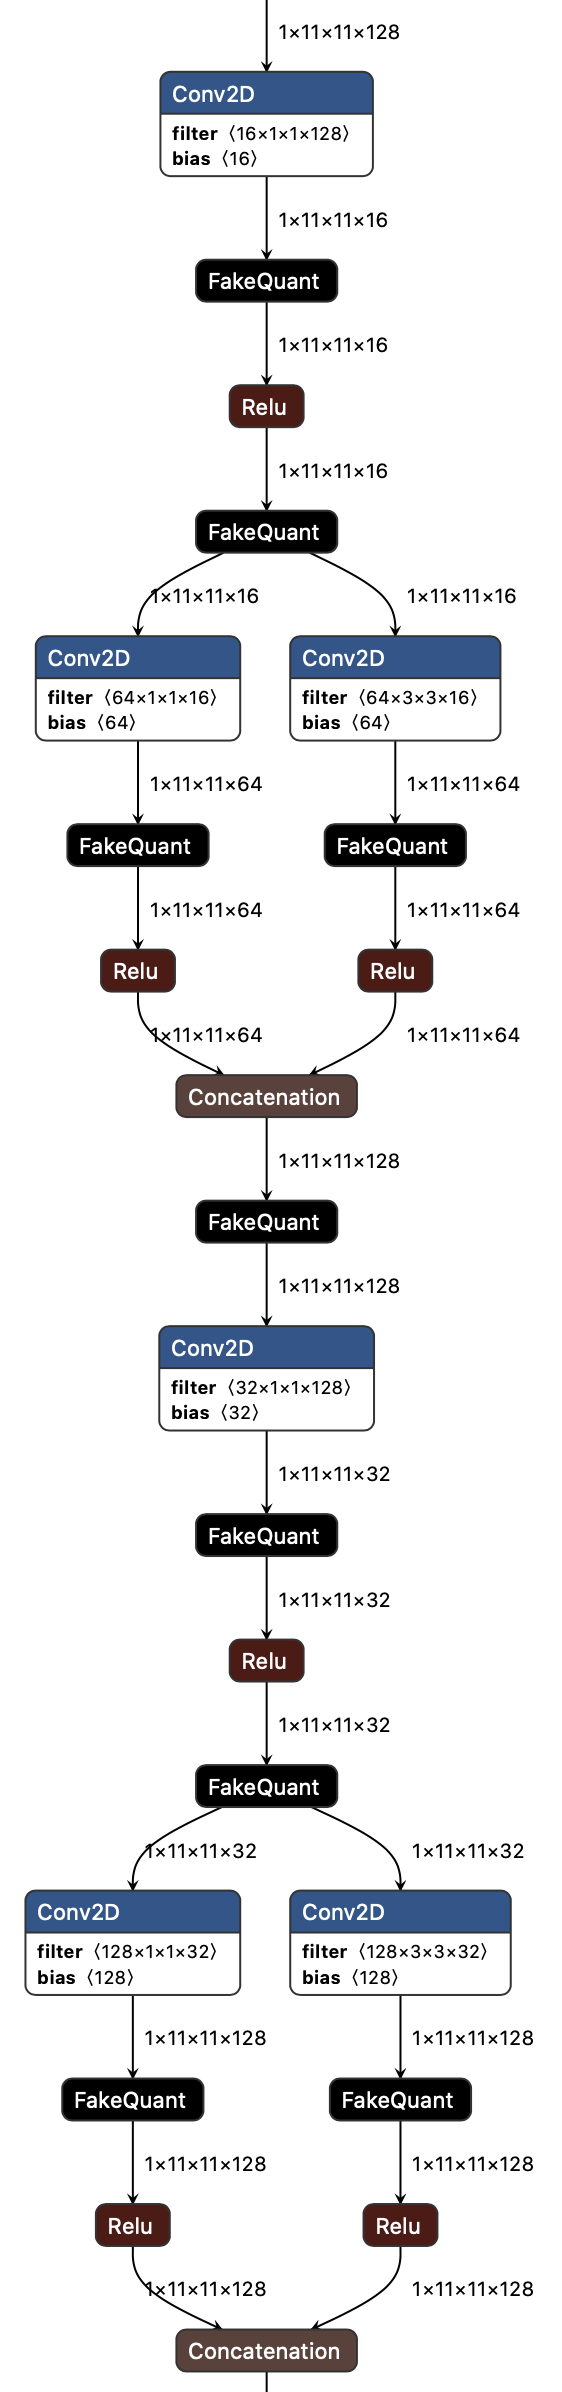 1×11×11×128
Conv2D
filter ⟨16×1×1×128⟩
bias ⟨16⟩
1×11×11×16
FakeQuant
1×11×11×16
Relu
1×11×11×16
FakeQuant
1×11×11×16 1×11×11×16
Conv2D Conv2D
filter ⟨64×1×1×16⟩ filter ⟨64×3×3×16⟩
bias ⟨64⟩ bias ⟨64⟩
1×11×11×64 1×11×11×64
FakeQuant FakeQuant
1×11×11×64 1×11×11×64
Relu Relu
1×11×11×64 1×11×11×64
Concatenation
1×11×11×128
FakeQuant
1×11×11×128
Conv2D
filter ⟨32×1×1×128⟩
bias ⟨32⟩
1×11×11×32
FakeQuant
1×11×11×32
Relu
1×11×11×32
FakeQuant
1×11×11×32 1×11×11×32
Conv2D Conv2D
filter ⟨128×1×1×32⟩ filter ⟨128×3×3×32⟩
bias ⟨128⟩ bias ⟨128⟩
1×11×11×128 1×11×11×128
FakeQuant FakeQuant
1×11×11×128 1×11×11×128
Relu Relu
1×11×11×128 1×11×11×128
Concatenation